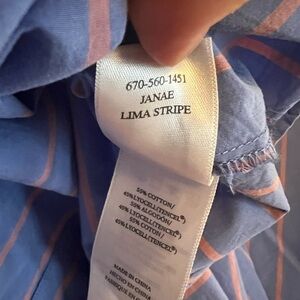 670-560-1451
JANAE
LIMA STRIPE
55% COTTON/
45% LYOCELL(TENCEL®)
55% ALGODÓN/
45% LYOCELL(TENCEL®)
55% COTON /
45% LYOCELL(TENCEL®)
MADE IN CHINA
HECHO EN CHINA
FABRIQUÉ EN CHINE